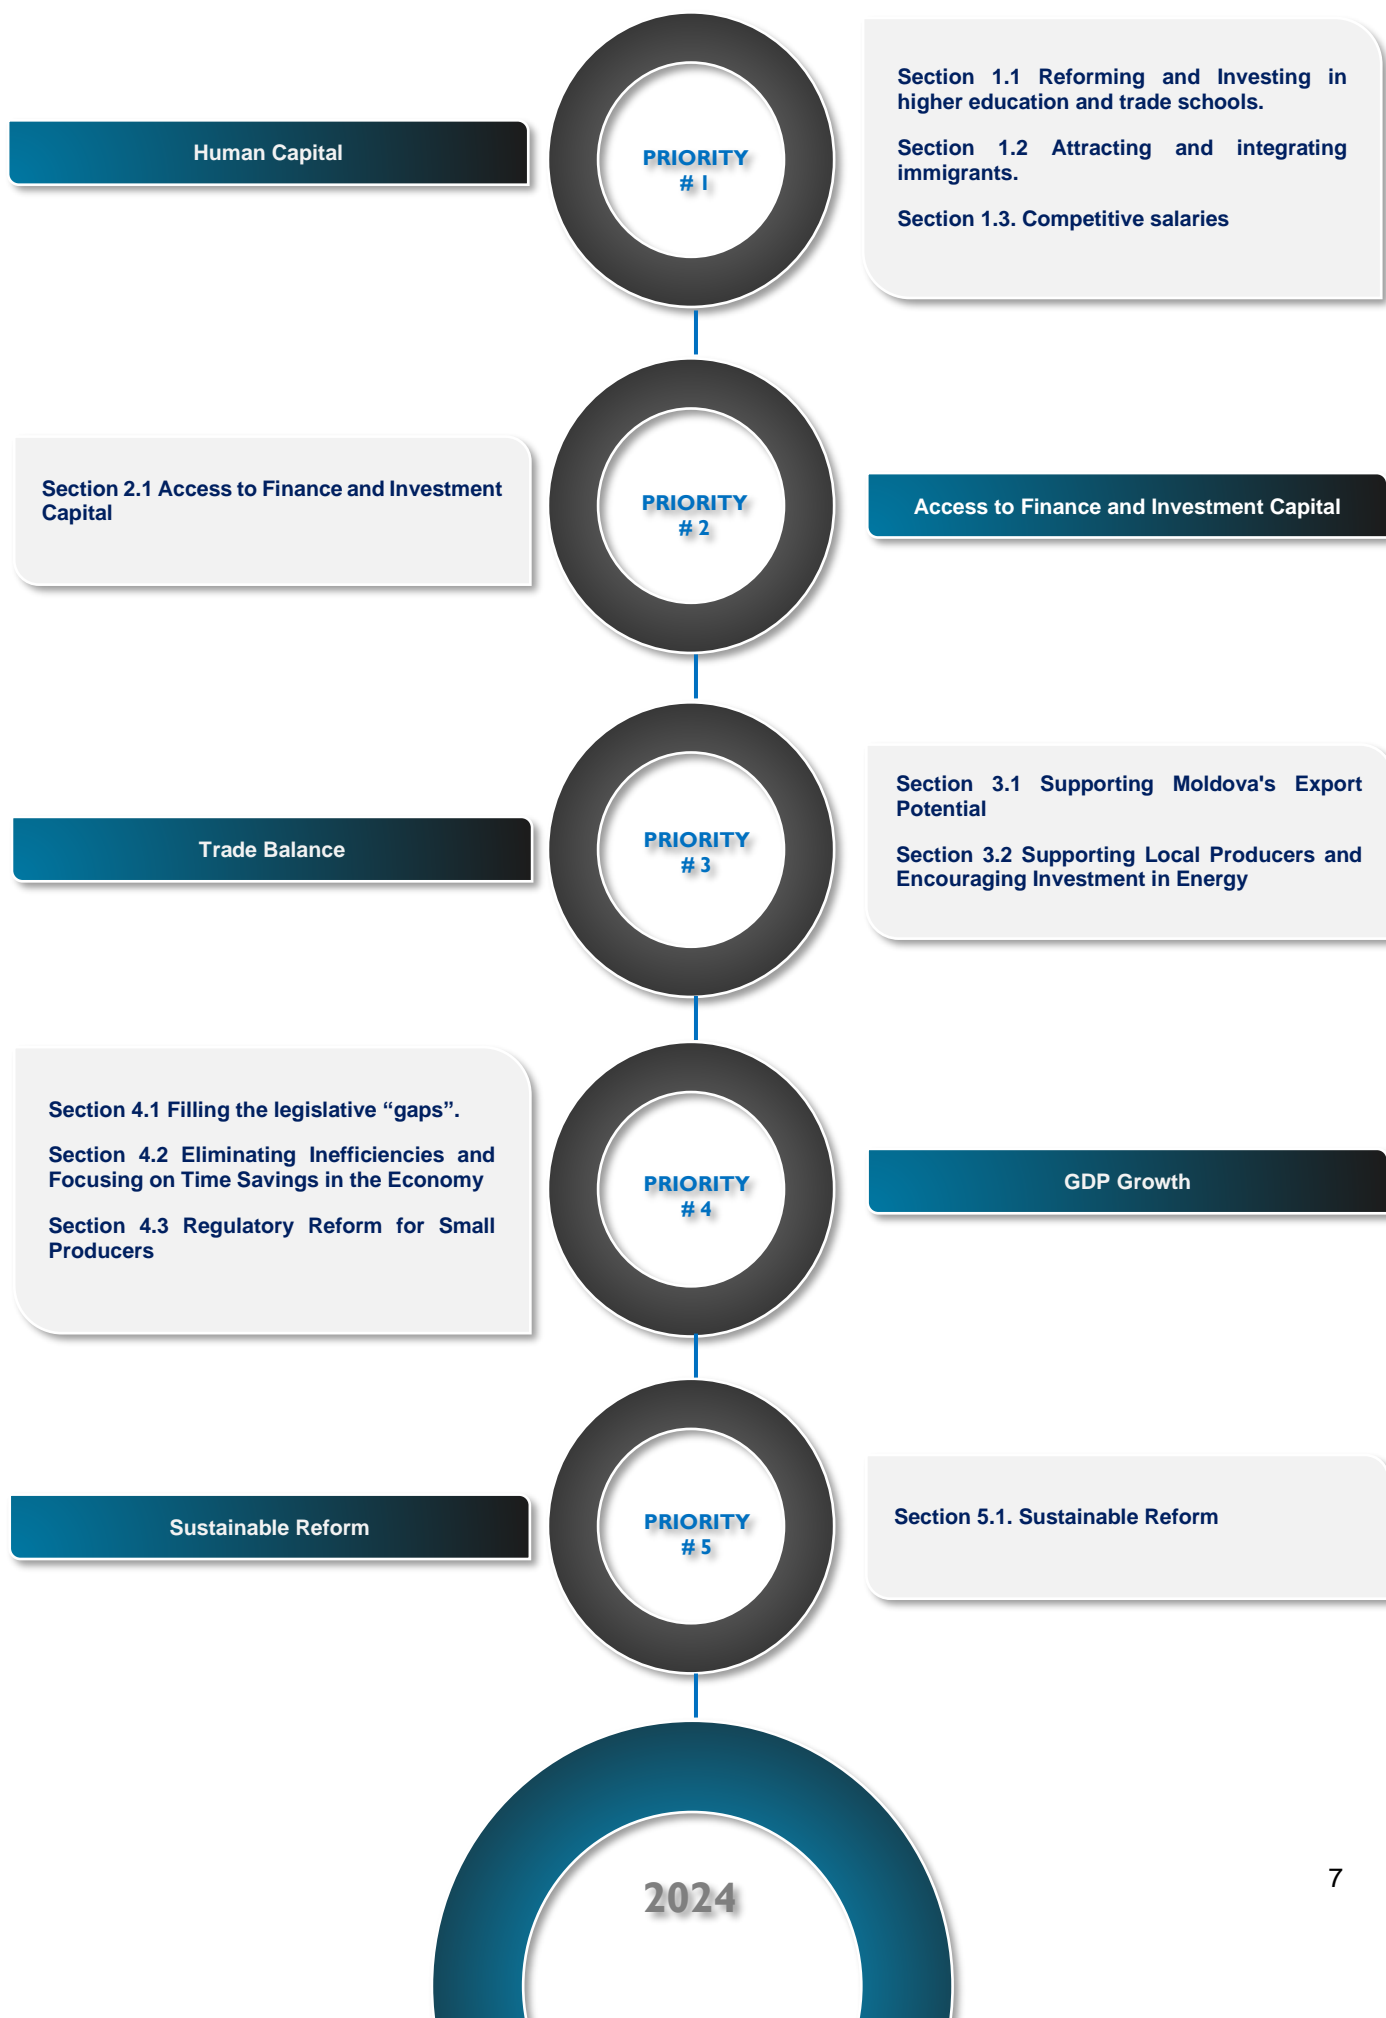 Human Capital
PRIORITY
# 1
Section 1.1 Reforming and Investing in
higher education and trade schools.
Section 1.2 Attracting and integrating
immigrants.
Section 1.3. Competitive salaries
Section 2.1 Access to Finance and Investment
Capital
PRIORITY
# 2
Access to Finance and Investment Capital
Trade Balance
PRIORITY
# 3
Section 3.1 Supporting Moldova's Export
Potential
Section 3.2 Supporting Local Producers and
Encouraging Investment in Energy
Section 4.1 Filling the legislative “gaps”.
Section 4.2 Eliminating Inefficiencies and
Focusing on Time Savings in the Economy
Section 4.3 Regulatory Reform for Small
Producers
PRIORITY
# 4
GDP Growth
Sustainable Reform
PRIORITY
# 5
Section 5.1. Sustainable Reform
2024
7